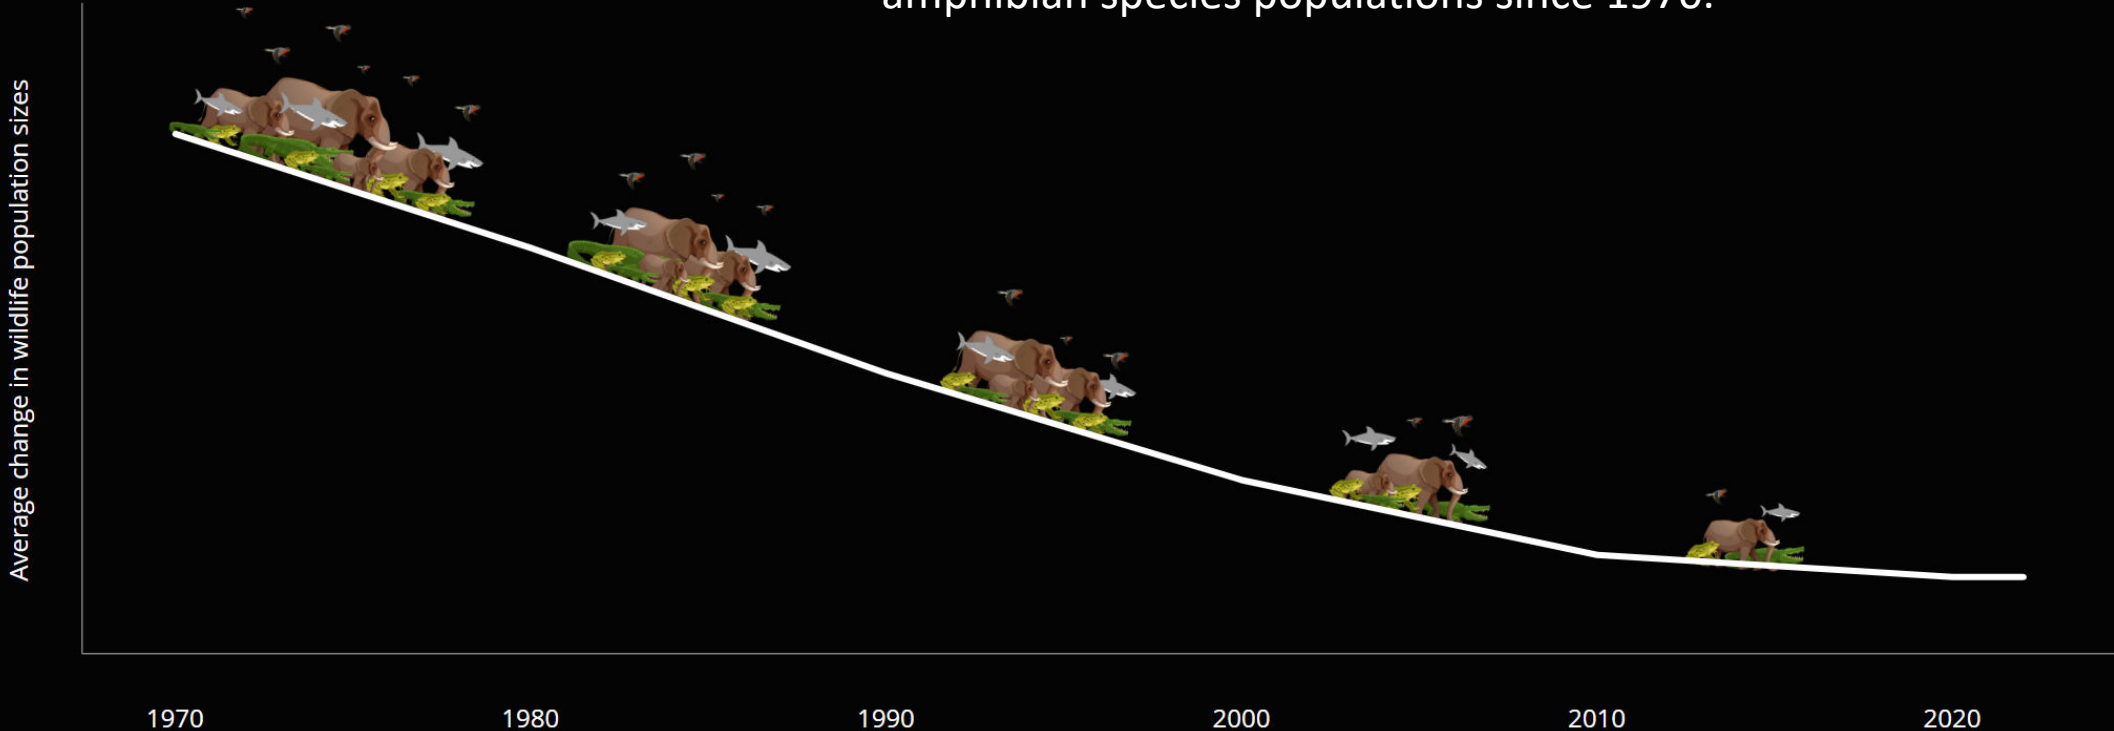 amphibian species populations since 1970.
Average change in wildlife population sizes
1970 1980 1990 2000 2010 2020